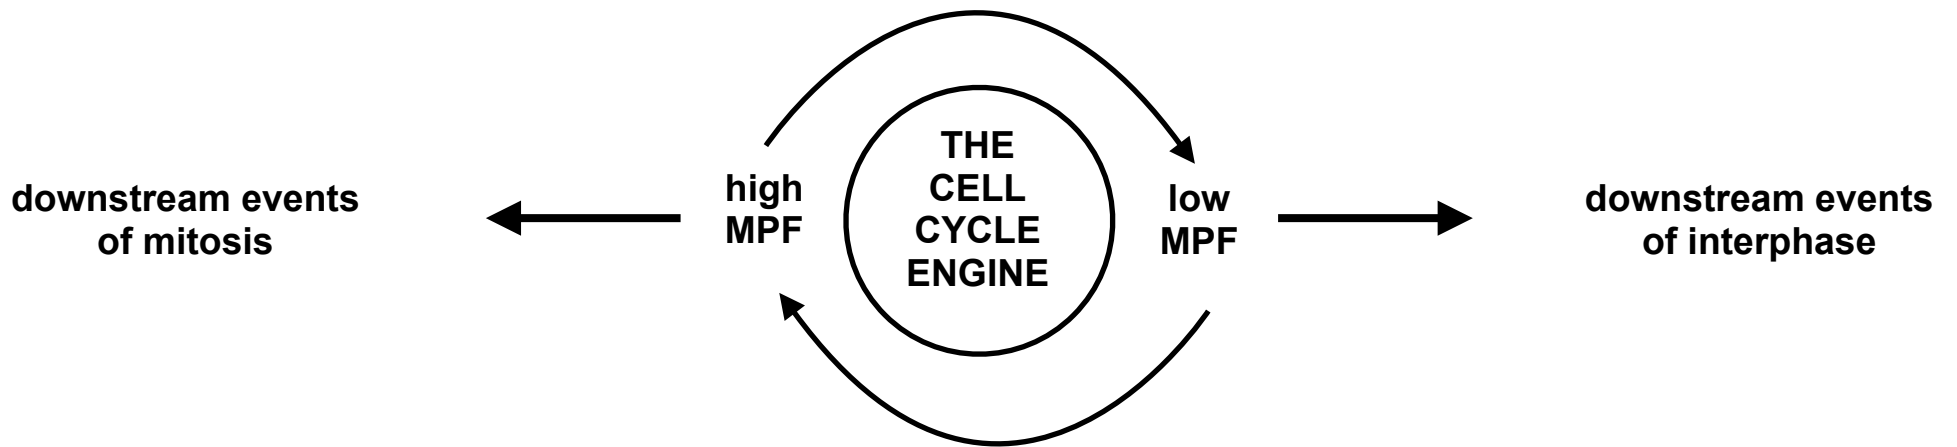 downstream events
of mitosis
high
MPF
THE
CELL
CYCLE
ENGINE
low
MPF
downstream events
of interphase